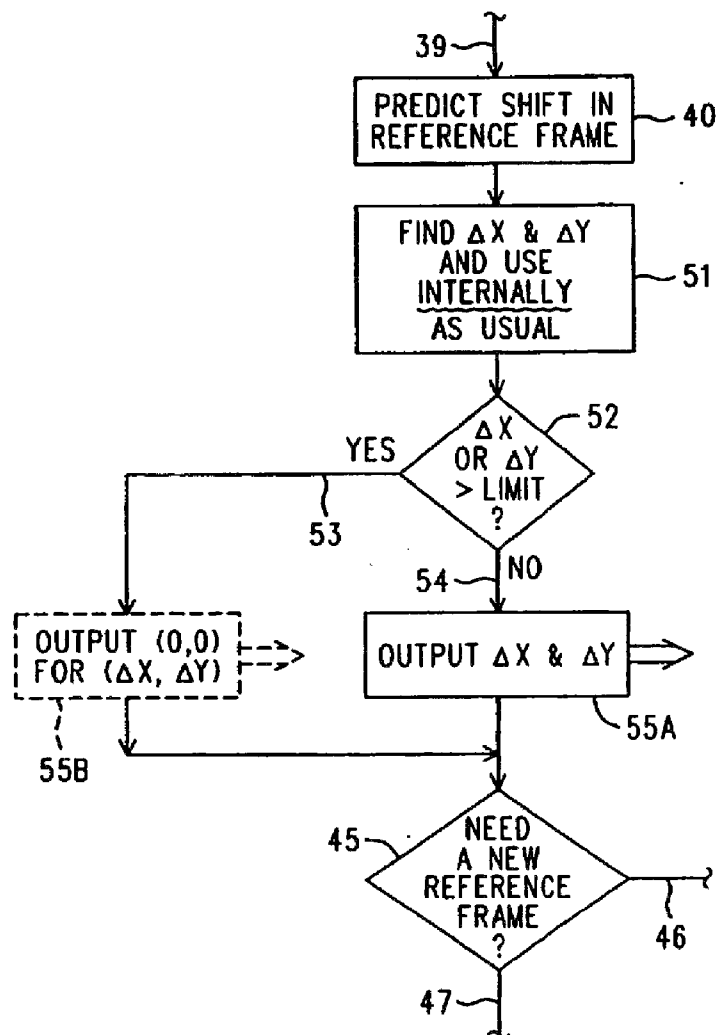 39
PREDICT SHIFT IN
REFERENCE FRAME
40
FIND ΔX & ΔY
AND USE
INTERNALLY
AS USUAL
51
ΔX
OR ΔY
> LIMIT
?
52
YES
53
54
NO
OUTPUT (0,0)
FOR (ΔX, ΔY)
55B
OUTPUT ΔX & ΔY
55A
45
NEED
A NEW
REFERENCE
FRAME
?
46
47